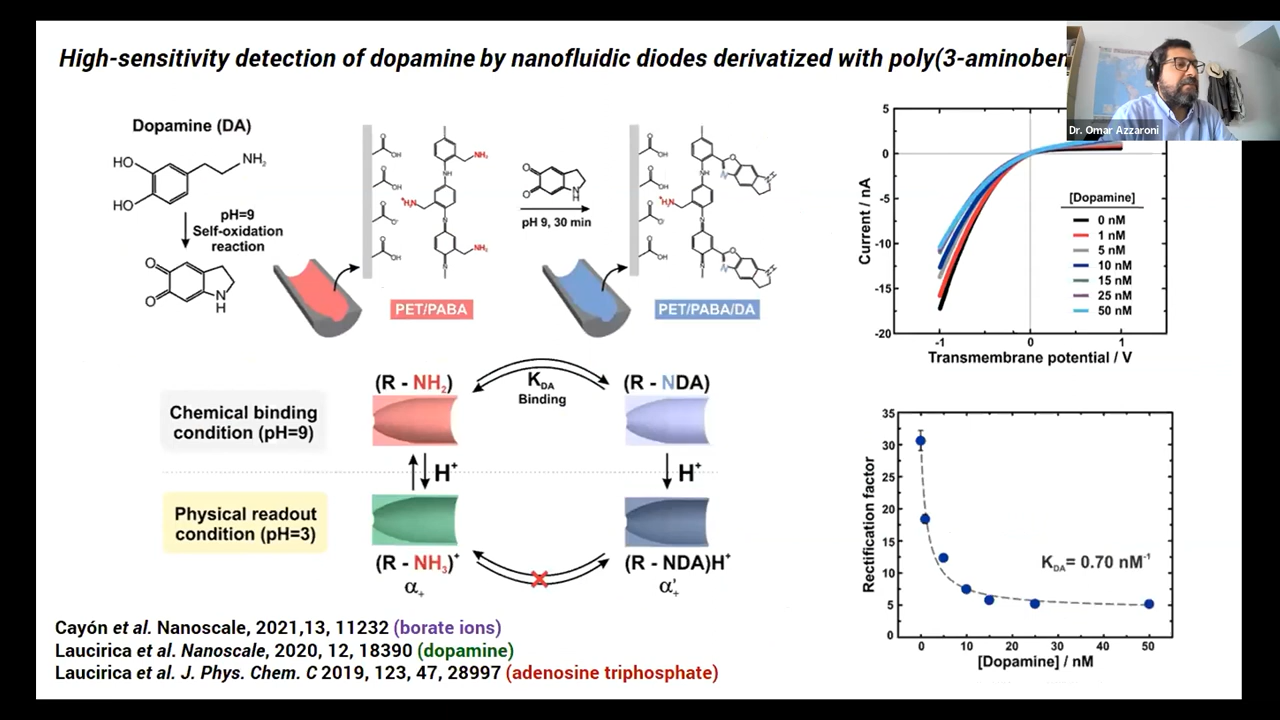 High-sensitivity detection of dopamine by nanofluidic diodes derivatized with
Dr. Omar Azzaroni
Dopamine (DA)
HO
HO
NH₂
pH=9
Self-oxidation
reaction
O
O
N
H
PET/PABA
pH 9, 30 min
PET/PABA/DA
(R - NH₂)
K_DA
Binding
(R - NDA)
Chemical binding
condition (pH=9)
H⁺
H⁺
Physical readout
condition (pH=3)
(R - NH₃)⁺
α₊
(R - NDA)H⁺
α'₊
Cayón et al. Nanoscale, 2021,13, 11232 (borate ions)
Laucirica et al. Nanoscale, 2020, 12, 18390 (dopamine)
Laucirica et al. J. Phys. Chem. C 2019, 123, 47, 28997 (adenosine triphosphate)
5
0
-5
-10
-15
-20
Current / nA
-1 0 1
Transmembrane potential / V
[Dopamine]
0 nM
1 nM
5 nM
10 nM
15 nM
25 nM
50 nM
35
30
25
20
15
10
5
0
Rectification factor
K_DA= 0.70 nM⁻¹
0 10 20 30 40 50
[Dopamine] / nM